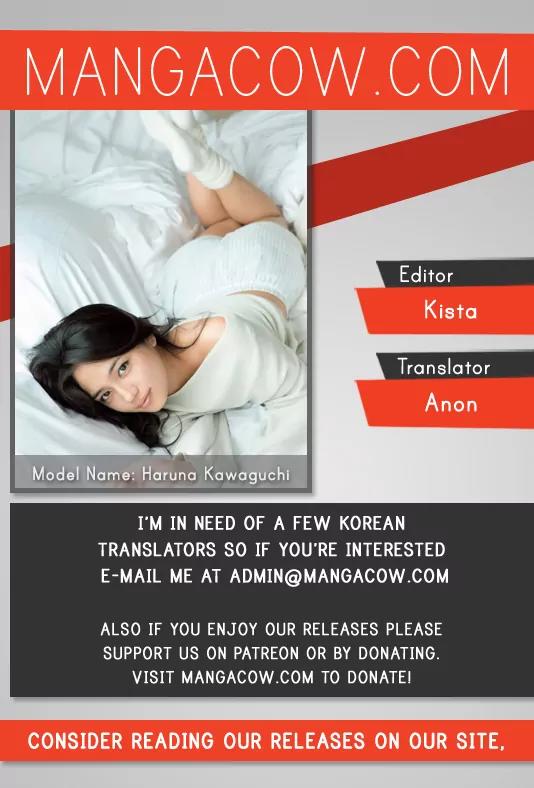 MANGACOW.COM
Editor
Kista
Translator
Anon
Model Name: Haruna Kawaguchi
I'M IN NEED OF A FEW KOREAN
TRANSLATORS SO IF YOU'RE INTERESTED
E-MAIL ME AT ADMIN@MANGACOW.COM
ALSO IF YOU ENJOY OUR RELEASES PLEASE
SUPPORT US ON PATREON OR BY DONATING.
VISIT MANGACOW.COM TO DONATE!
CONSIDER READING OUR RELEASES ON OUR SITE,